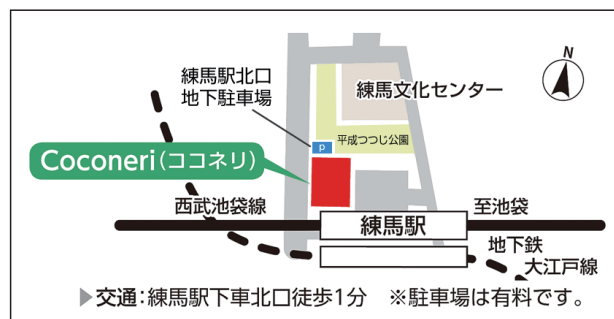 N
練馬駅北口
地下駐車場
練馬文化センター
P
平成つつじ公園
Coconeri(ココネリ)
西武池袋線
練馬駅
至池袋
地下鉄
大江戸線
▶交通:練馬駅下車北口徒歩1分 ※駐車場は有料です。